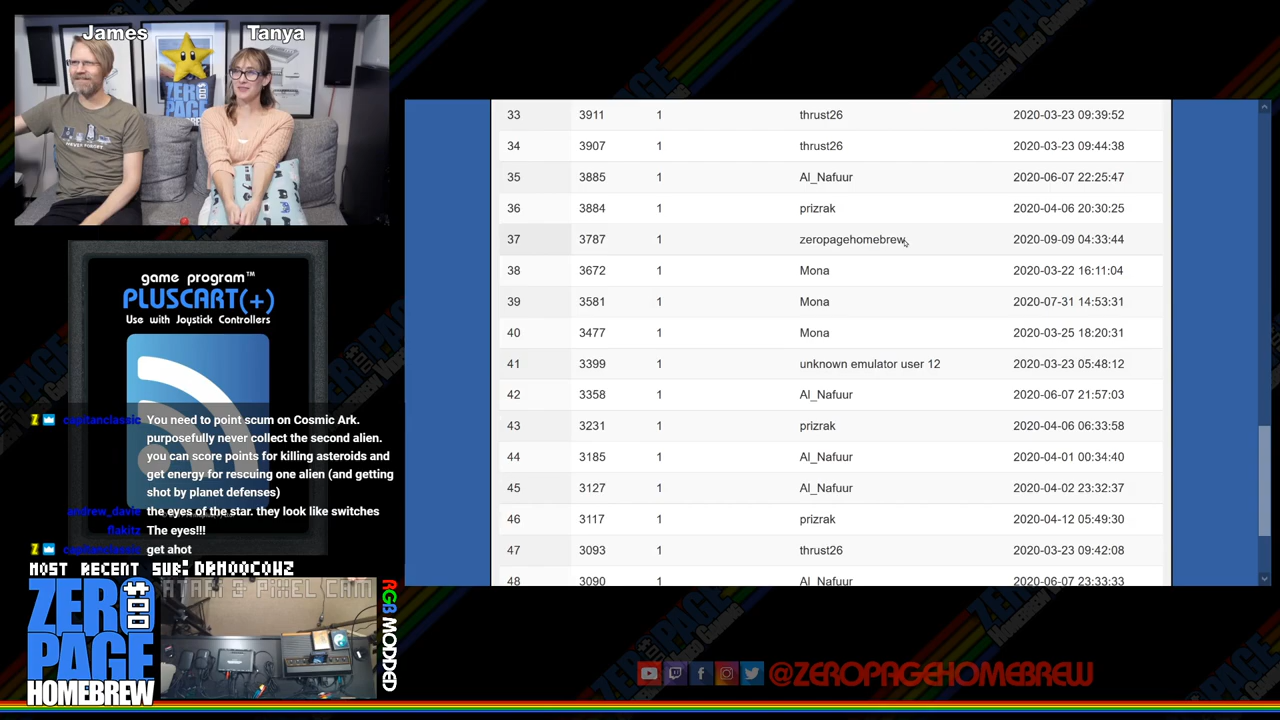 James
Tanya
ZERO
PAGE
$00
game program™
PLUSCART(+)
Use with Joystick Controllers
capitanclassic You need to point scum on Cosmic Ark.
purposefully never collect the second alien.
you can score points for killing asteroids and
get energy for rescuing one alien (and getting
shot by planet defenses)
andrew_davie the eyes of the star. they look like switches
flakitz The eyes!!!
capitanclassic get ahot
MOST RECENT SUB: DRMOOCOWZ
ZERO
PAGE
$00
HOMEBREW
ATARI & PIXEL CAM
RGB MODDED
33 3911 1 thrust26 2020-03-23 09:39:52
34 3907 1 thrust26 2020-03-23 09:44:38
35 3885 1 Al_Nafuur 2020-06-07 22:25:47
36 3884 1 prizrak 2020-04-06 20:30:25
37 3787 1 zeropagehomebrew 2020-09-09 04:33:44
38 3672 1 Mona 2020-03-22 16:11:04
39 3581 1 Mona 2020-07-31 14:53:31
40 3477 1 Mona 2020-03-25 18:20:31
41 3399 1 unknown emulator user 12 2020-03-23 05:48:12
42 3358 1 Al_Nafuur 2020-06-07 21:57:03
43 3231 1 prizrak 2020-04-06 06:33:58
44 3185 1 Al_Nafuur 2020-04-01 00:34:40
45 3127 1 Al_Nafuur 2020-04-02 23:32:37
46 3117 1 prizrak 2020-04-12 05:49:30
47 3093 1 thrust26 2020-03-23 09:42:08
48 3090 1 Al_Nafuur 2020-06-07 23:33:33
@ZEROPAGEHOMEBREW